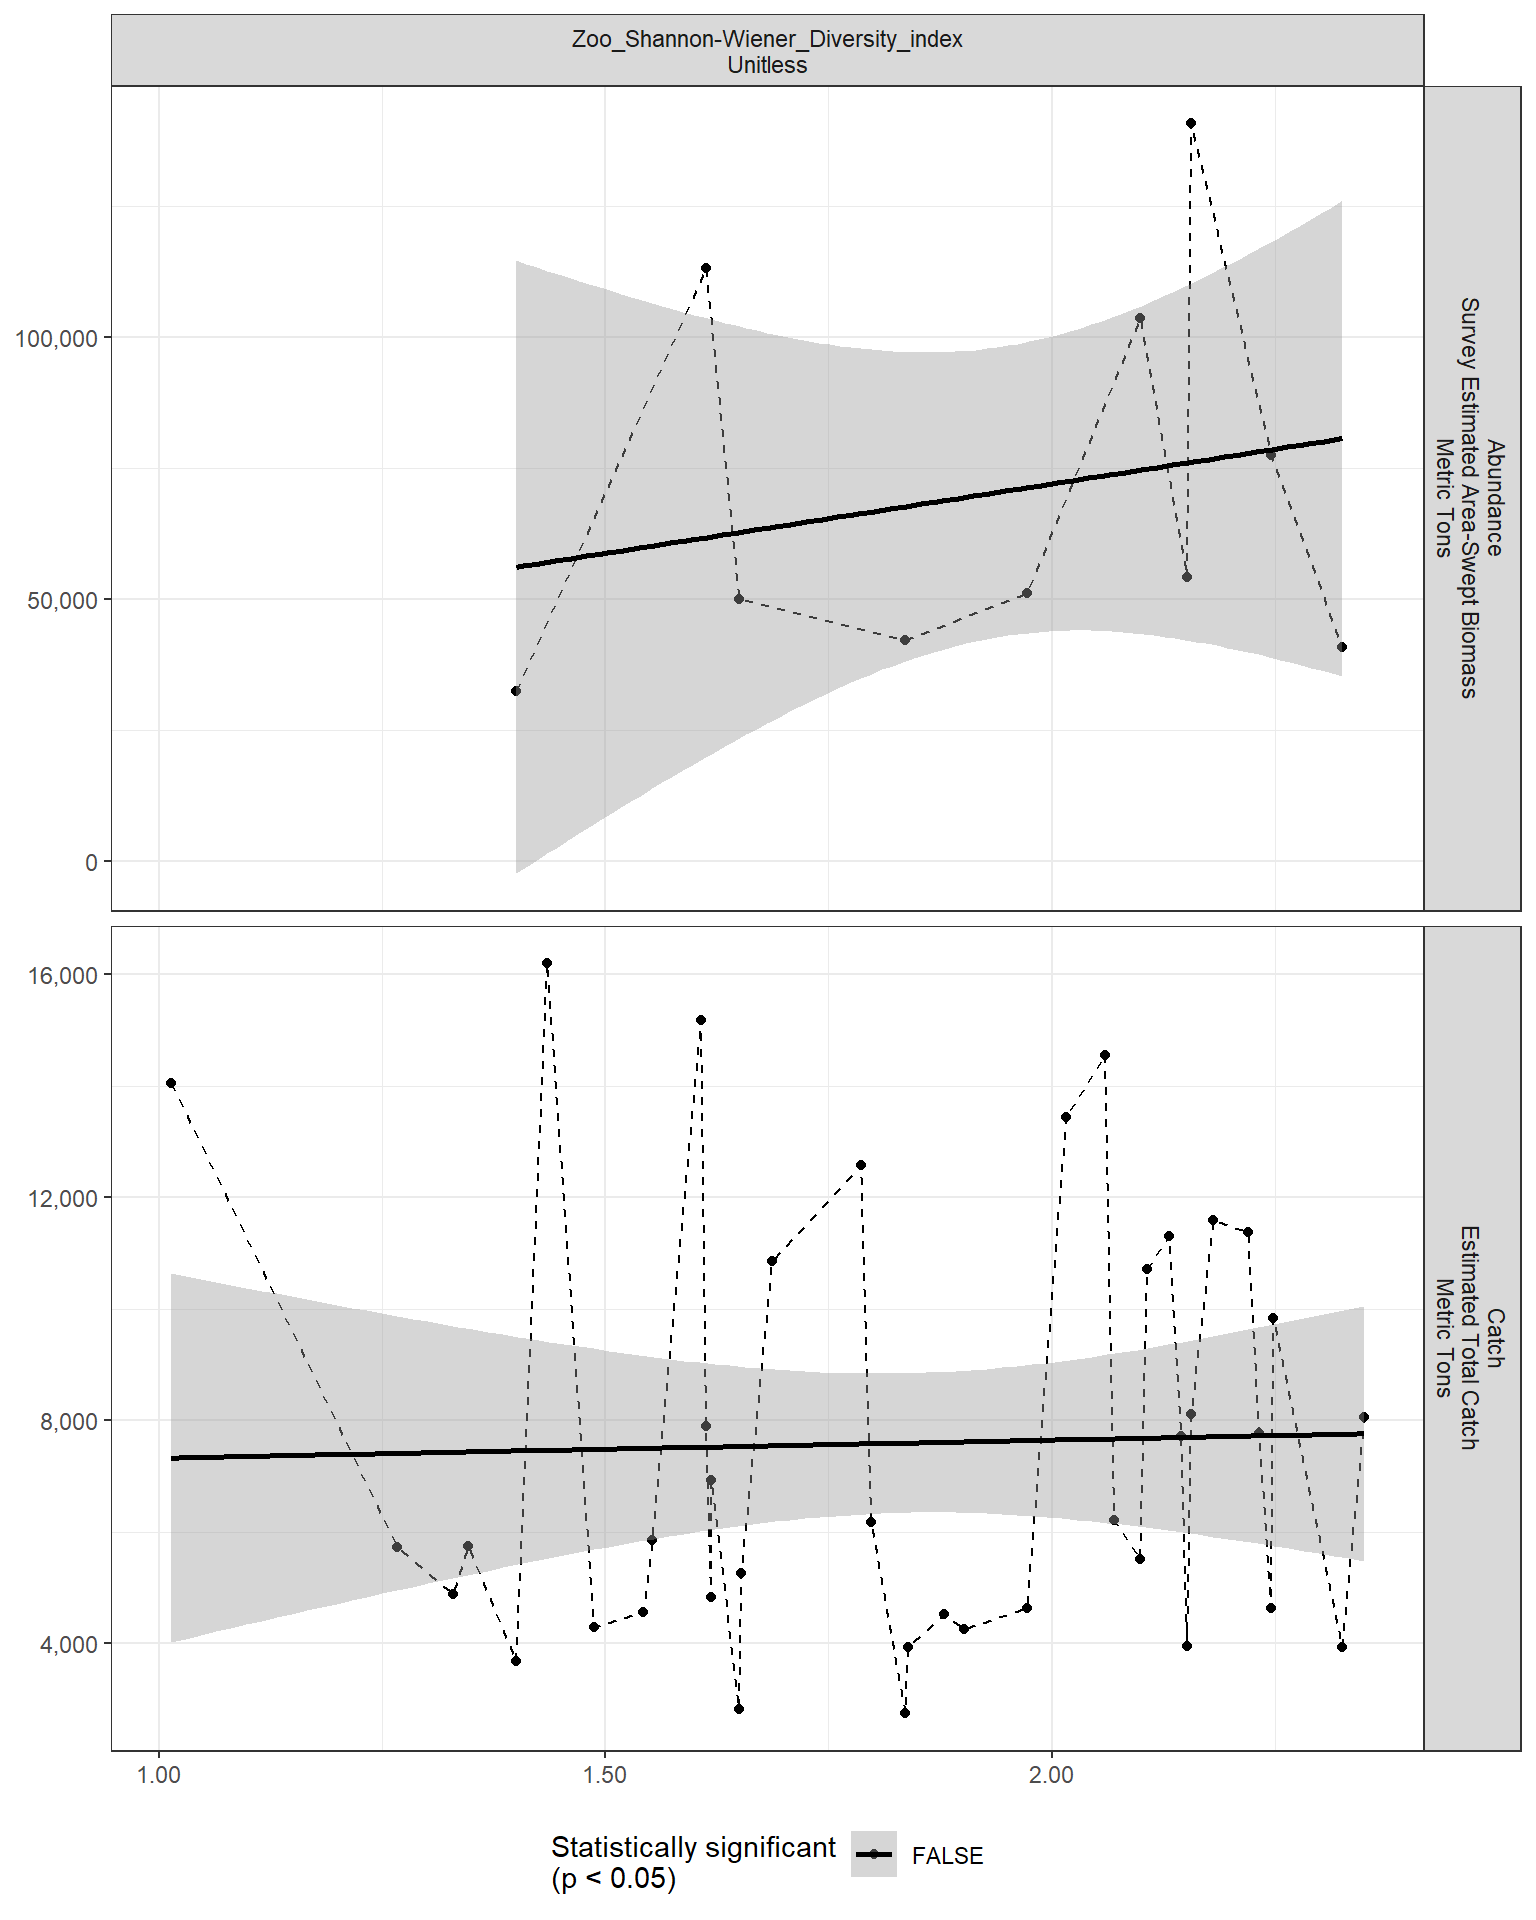 Zoo_Shannon-Wiener_Diversity_index
Unitless
100,000
50,000
0
Abundance
Survey Estimated Area-Swept Biomass
Metric Tons
16,000
12,000
8,000
4,000
Catch
Estimated Total Catch
Metric Tons
1.00
1.50
2.00
Statistically significant
(p < 0.05)
FALSE